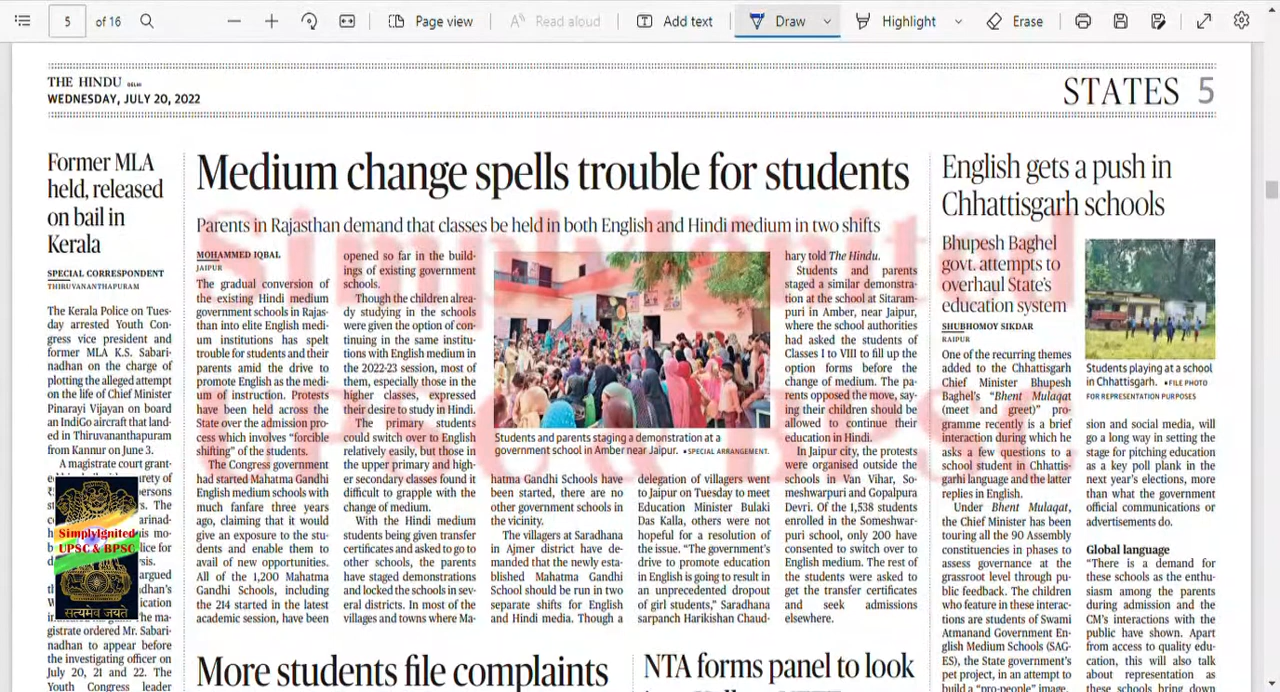 5
of 16
Page view
Read aloud
Add text
Draw
Highlight
Erase
THE HINDU DELHI
WEDNESDAY, JULY 20, 2022
STATES 5
Former MLA
held, released
on bail in
Kerala
SPECIAL CORRESPONDENT
THIRUVANANTHAPURAM
The Kerala Police on Tues-
day arrested Youth Con-
gress vice president and
former MLA K.S. Sabari-
nadhan on the charge of
plotting the alleged attempt
on the life of Chief Minister
Pinarayi Vijayan on board
an IndiGo aircraft that land-
ed in Thiruvananthapuram
from Kannur on June 3.
A magistrate court grant-
gistrate ordered Mr. Sabari-
nadhan to appear before
the investigating officer on
July 20, 21 and 22. The
Youth Congress leader
SimplyIgnited
UPSC & BPSC
सत्यमेव जयते
Medium change spells trouble for students
Parents in Rajasthan demand that classes be held in both English and Hindi medium in two shifts
MOHAMMED IQBAL
JAIPUR
The gradual conversion of
the existing Hindi medium
government schools in Rajas-
than into elite English medi-
um institutions has spelt
trouble for students and their
parents amid the drive to
promote English as the medi-
um of instruction. Protests
have been held across the
State over the admission pro-
cess which involves “forcible
shifting” of the students.
The Congress government
had started Mahatma Gandhi
English medium schools with
much fanfare three years
ago, claiming that it would
give an exposure to the stu-
dents and enable them to
avail of new opportunities.
All of the 1,200 Mahatma
Gandhi Schools, including
the 214 started in the latest
academic session, have been
opened so far in the build-
ings of existing government
schools.
Though the children alrea-
dy studying in the schools
were given the option of con-
tinuing in the same institu-
tions with English medium in
the 2022-23 session, most of
them, especially those in the
higher classes, expressed
their desire to study in Hindi.
The primary students
could switch over to English
relatively easily, but those in
the upper primary and high-
er secondary classes found it
difficult to grapple with the
change of medium.
With the Hindi medium
students being given transfer
certificates and asked to go to
other schools, the parents
have staged demonstrations
and locked the schools in sev-
eral districts. In most of the
villages and towns where Ma-
Students and parents staging a demonstration at a
government school in Amber near Jaipur. •SPECIAL ARRANGEMENT.
hatma Gandhi Schools have
been started, there are no
other government schools in
the vicinity.
The villagers at Saradhana
in Ajmer district have de-
manded that the newly esta-
blished Mahatma Gandhi
School should be run in two
separate shifts for English
and Hindi media. Though a
delegation of villagers went
to Jaipur on Tuesday to meet
Education Minister Bulaki
Das Kalla, others were not
hopeful for a resolution of
the issue. “The government’s
drive to promote education
in English is going to result in
an unprecedented dropout
of girl students,” Saradhana
sarpanch Harikishan Chaud-
hary told The Hindu.
Students and parents
staged a similar demonstra-
tion at the school at Sitaram-
puri in Amber, near Jaipur,
where the school authorities
had asked the students of
Classes I to VIII to fill up the
option forms before the
change of medium. The pa-
rents opposed the move, say-
ing their children should be
allowed to continue their
education in Hindi.
In Jaipur city, the protests
were organised outside the
schools in Van Vihar, So-
meshwarpuri and Gopalpura
Devri. Of the 1,538 students
enrolled in the Someshwar-
puri school, only 200 have
consented to switch over to
English medium. The rest of
the students were asked to
get the transfer certificates
and seek admissions
elsewhere.
SimplyIgnited
UPSC & BPSC
English gets a push in
Chhattisgarh schools
Bhupesh Baghel
govt. attempts to
overhaul State’s
education system
SHUBHOMOY SIKDAR
RAIPUR
One of the recurring themes
added to the Chhattisgarh
Chief Minister Bhupesh
Baghel’s “Bhent Mulaqat
(meet and greet)” pro-
gramme recently is a brief
interaction during which he
asks a few questions to a
school student in Chhattis-
garhi language and the latter
replies in English.
Under Bhent Mulaqat,
the Chief Minister has been
touring all the 90 Assembly
constituencies in phases to
assess governance at the
grassroot level through pu-
blic feedback. The children
who feature in these interac-
tions are students of Swami
Atmanand Government En-
glish Medium Schools (SAG-
ES), the State government’s
pet project, in an attempt to
build a “pro-people” image.
Students playing at a school
in Chhattisgarh. •FILE PHOTO
FOR REPRESENTATION PURPOSES
sion and social media, will
go a long way in setting the
stage for pitching education
as a key poll plank in the
next year’s elections, more
than what the government
official communications or
advertisements do.
Global language
“There is a demand for
these schools as the enthu-
siasm among the parents
during admission and the
CM’s interactions with the
public have shown. Apart
from access to quality edu-
cation, this will also talk
about representation as
these schools bring down
More students file complaints
NTA forms panel to look